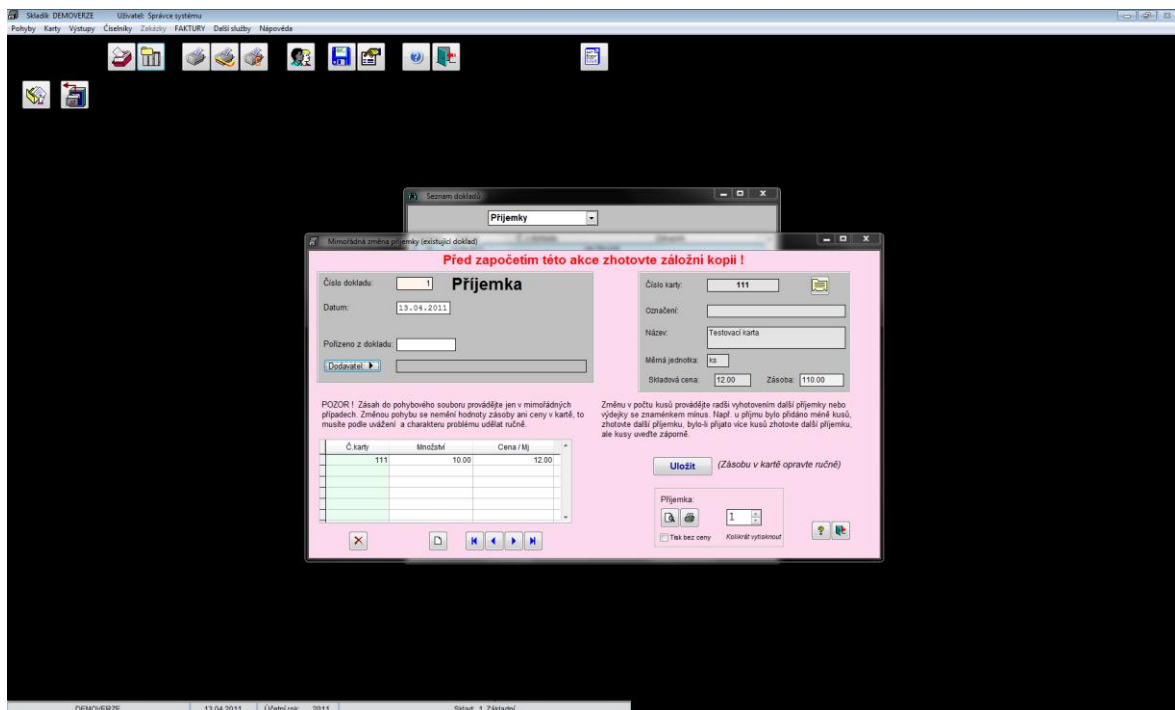 Skladík: DEMOVERZE Uživatel: Správce systému
Pohyby Karty Výstupy Číselníky Zakázky FAKTURY Další služby Nápověda
Seznam dokladů
Příjemky
Mimořádná změna příjemky (existující doklad)
Před započetím této akce zhotovte záložní kopii !
Číslo dokladu: 1 Příjemka
Datum: 13.04.2011
Pořízeno z dokladu:
Dodavatel
Číslo karty: 111
Označení:
Název: Testovací karta
Měrná jednotka: ks
Skladová cena: 12.00 Zásoba: 110.00
POZOR ! Zásah do pohybového souboru provádějte jen v mimořádných
případech. Změnou pohybu se nemění hodnoty zásoby ani ceny v kartě, to
musíte podle uvážení a charakteru problému udělat ručně.
Změnu v počtu kusů provádějte radši vyhotovením další příjemky nebo
výdejky se znaménkem mínus. Např. u příjmu bylo přidáno méně kusů,
zhotovte další příjemku, bylo-li přijato více kusů zhotovte další příjemku,
ale kusy uveďte záporně.
Č.karty Množství Cena / Mj
111 10.00 12.00
Uložit (Zásobu v kartě opravte ručně)
Příjemka:
1
Tisk bez ceny Kolikrát vytisknout
DEMOVERZE 13.04.2011 Účetní rok: 2011 Sklad: 1 Základní